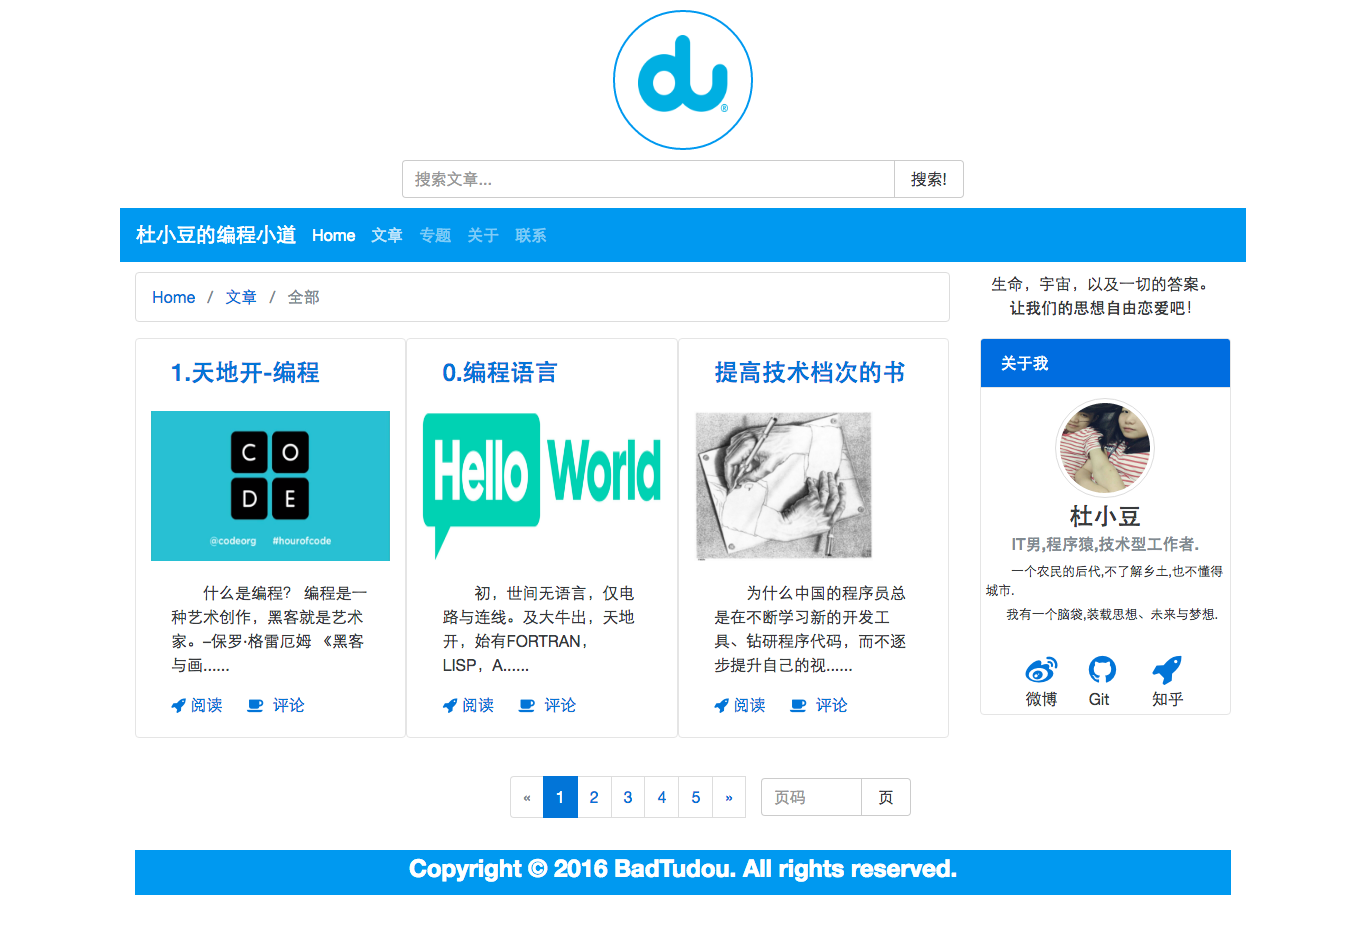 du®
搜索文章...
搜索!
杜小豆的编程小道 Home 文章 专题 关于 联系
Home / 文章 / 全部
生命，宇宙，以及一切的答案。
让我们的思想自由恋爱吧！
1.天地开-编程
C O
D E
@codeorg #hourofcode
什么是编程？ 编程是一
种艺术创作，黑客就是艺术
家。–保罗·格雷厄姆 《黑客
与画......
阅读 评论
0.编程语言
Hello World
初，世间无语言，仅电
路与连线。及大牛出，天地
开，始有FORTRAN，
LISP，A......
阅读 评论
提高技术档次的书
为什么中国的程序员总
是在不断学习新的开发工
具、钻研程序代码，而不逐
步提升自己的视......
阅读 评论
关于我
杜小豆
IT男,程序猿,技术型工作者.
一个农民的后代,不了解乡土,也不懂得
城市.
我有一个脑袋,装载思想、未来与梦想.
微博 Git 知乎
« 1 2 3 4 5 » 页码 页
Copyright © 2016 BadTudou. All rights reserved.